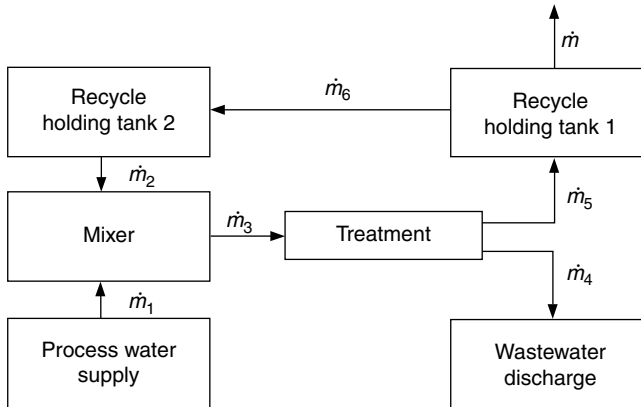 ṁ
Recycle
holding tank 2
ṁ₆
Recycle
holding tank 1
ṁ₂
ṁ₅
Mixer
ṁ₃
Treatment
ṁ₄
ṁ₁
Process water
supply
Wastewater
discharge